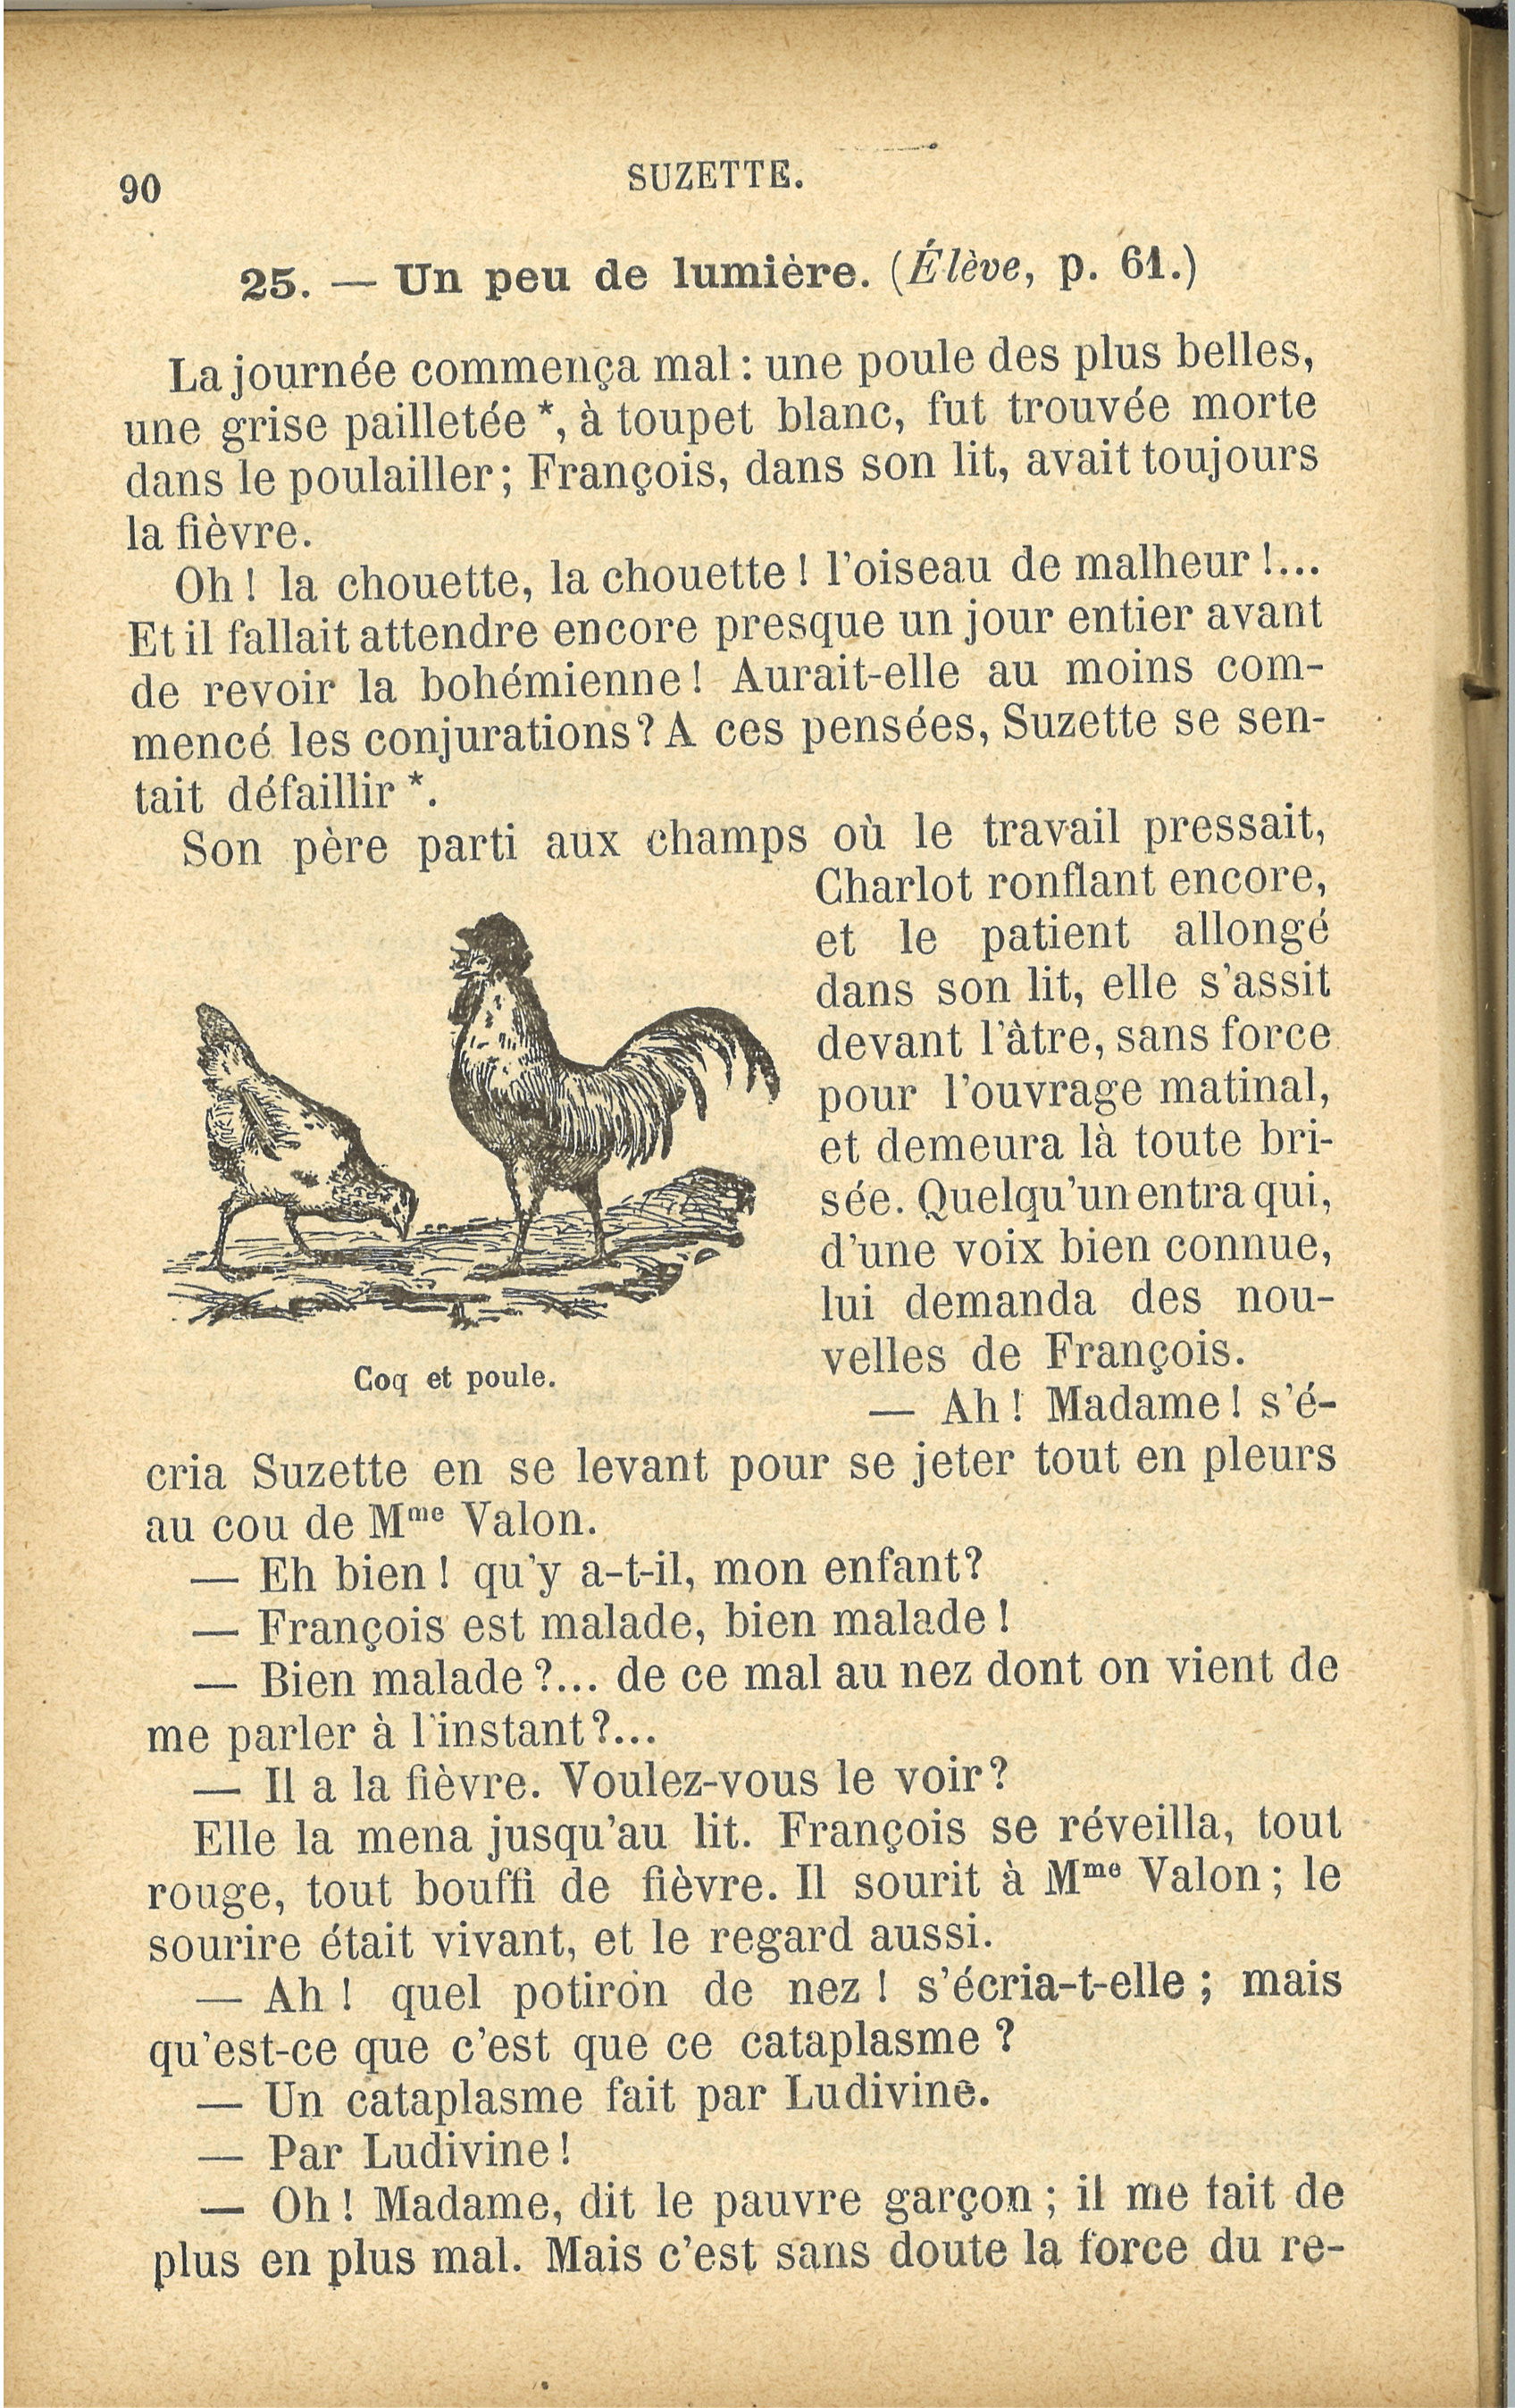 90
SUZETTE.
25. — Un peu de lumière. (Élève, p. 61.)
La journée commença mal : une poule des plus belles,
une grise pailletée *, à toupet blanc, fut trouvée morte
dans le poulailler ; François, dans son lit, avait toujours
la fièvre.
Oh ! la chouette, la chouette ! l'oiseau de malheur !...
Et il fallait attendre encore presque un jour entier avant
de revoir la bohémienne ! Aurait-elle au moins com-
mencé les conjurations ? A ces pensées, Suzette se sen-
tait défaillir *.
Son père parti aux champs où le travail pressait,
Charlot ronflant encore,
et le patient allongé
dans son lit, elle s'assit
devant l'âtre, sans force
pour l'ouvrage matinal,
et demeura là toute bri-
sée. Quelqu'un entra qui,
d'une voix bien connue,
lui demanda des nou-
velles de François.
Coq et poule.
— Ah ! Madame ! s'é-
cria Suzette en se levant pour se jeter tout en pleurs
au cou de Mme Valon.
— Eh bien ! qu'y a-t-il, mon enfant ?
— François est malade, bien malade !
— Bien malade ?... de ce mal au nez dont on vient de
me parler à l'instant ?...
— Il a la fièvre. Voulez-vous le voir ?
Elle la mena jusqu'au lit. François se réveilla, tout
rouge, tout bouffi de fièvre. Il sourit à Mme Valon ; le
sourire était vivant, et le regard aussi.
— Ah ! quel potiron de nez ! s'écria-t-elle ; mais
qu'est-ce que c'est que ce cataplasme ?
— Un cataplasme fait par Ludivine.
— Par Ludivine !
— Oh ! Madame, dit le pauvre garçon ; il me fait de
plus en plus mal. Mais c'est sans doute la force du re-